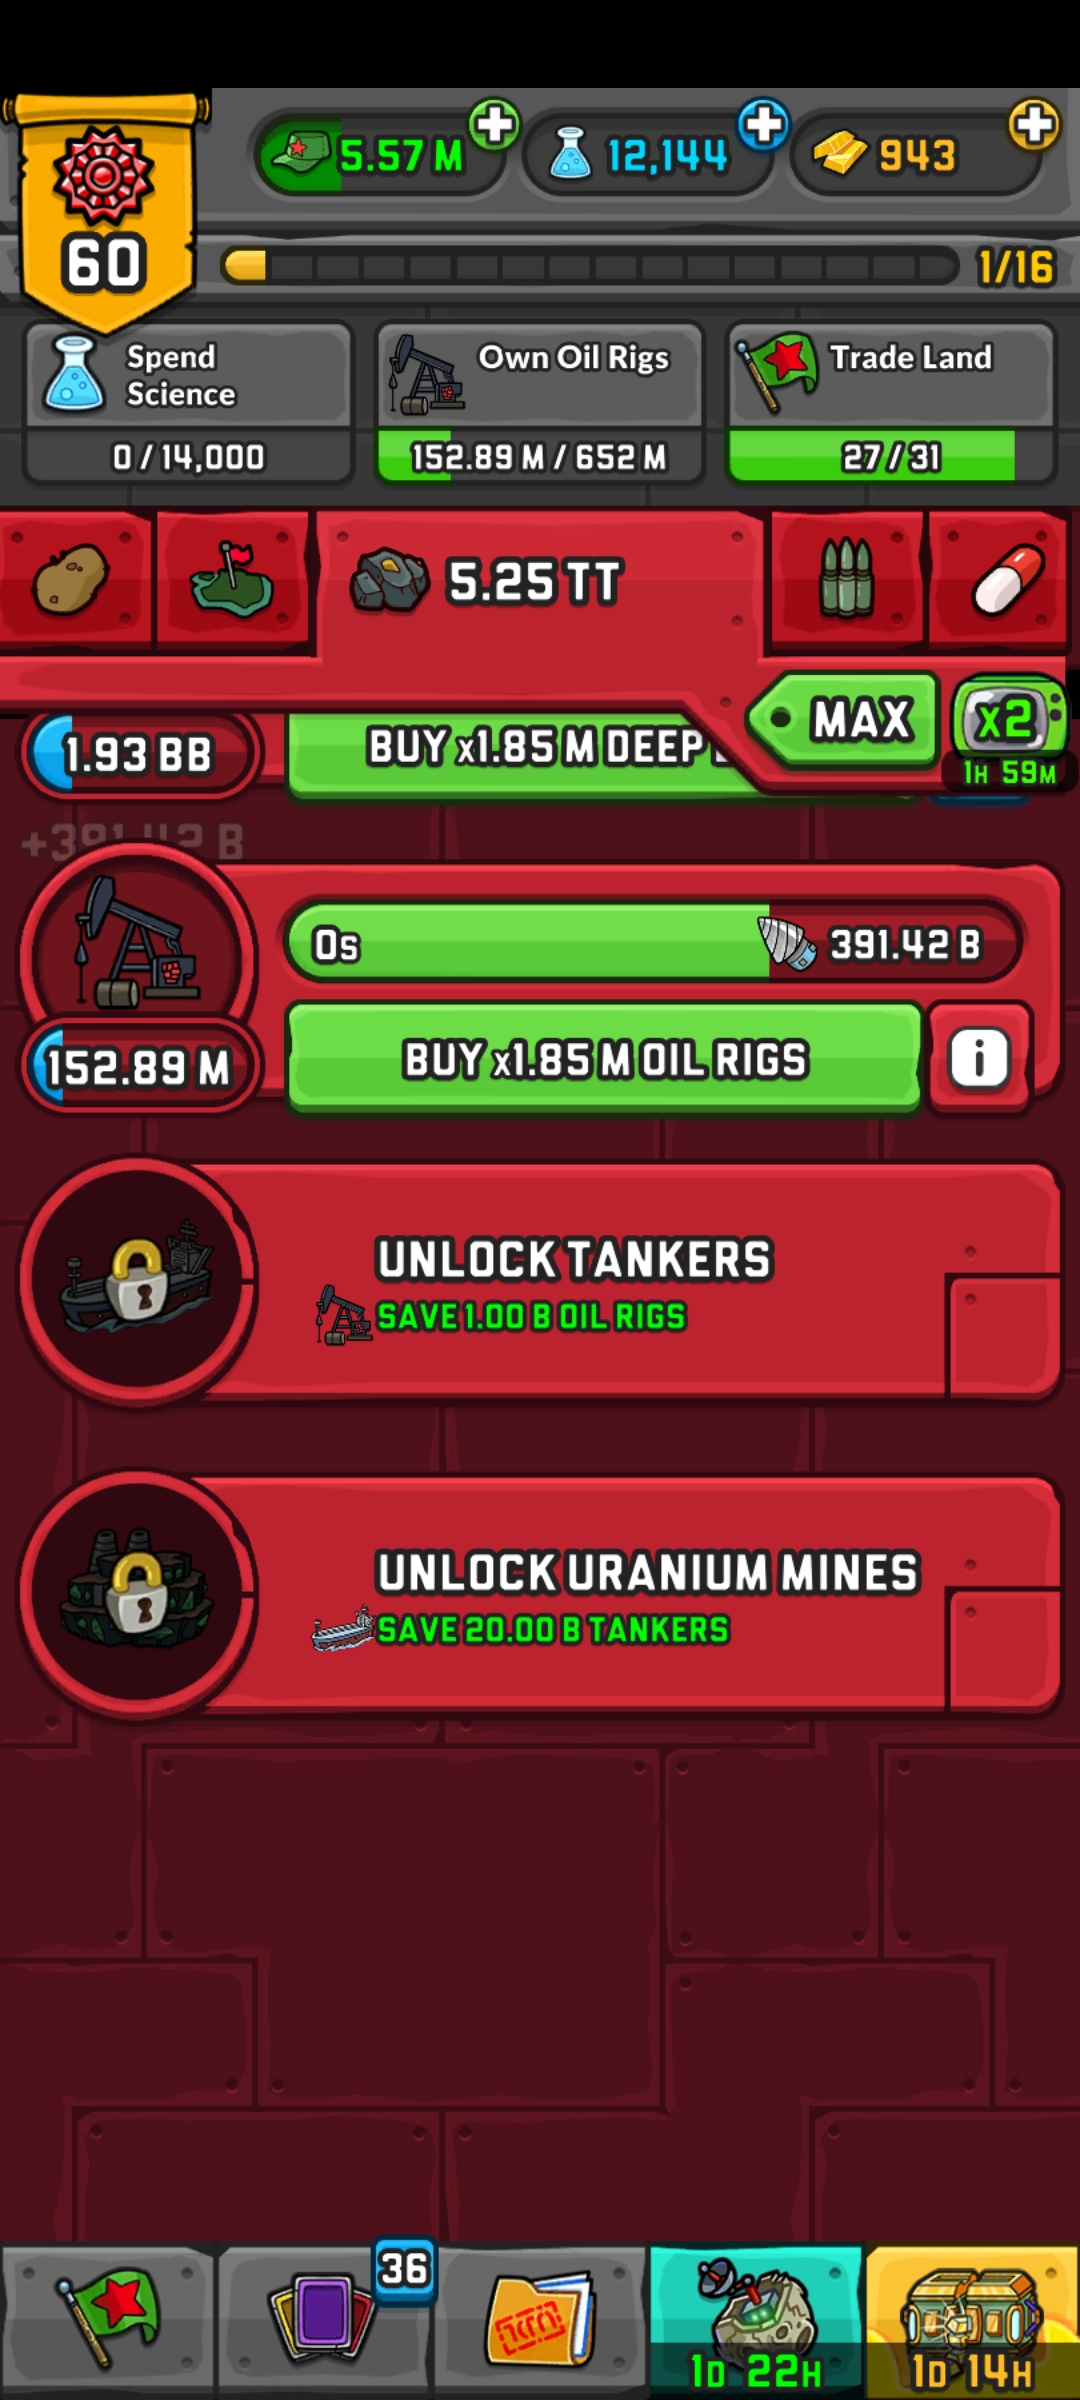 60
5.57 M
12,144
943
1/16
Spend
Science
0 / 14,000
Own Oil Rigs
152.89 M / 652 M
Trade Land
27 / 31
5.25 TT
MAX
x2
1H 59M
1.93 BB
BUY x1.85 M DEEP
+391.42 B
0s
391.42 B
152.89 M
BUY x1.85 M OIL RIGS
i
UNLOCK TANKERS
SAVE 1.00 B OIL RIGS
UNLOCK URANIUM MINES
SAVE 20.00 B TANKERS
36
1D 22H
1D 14H